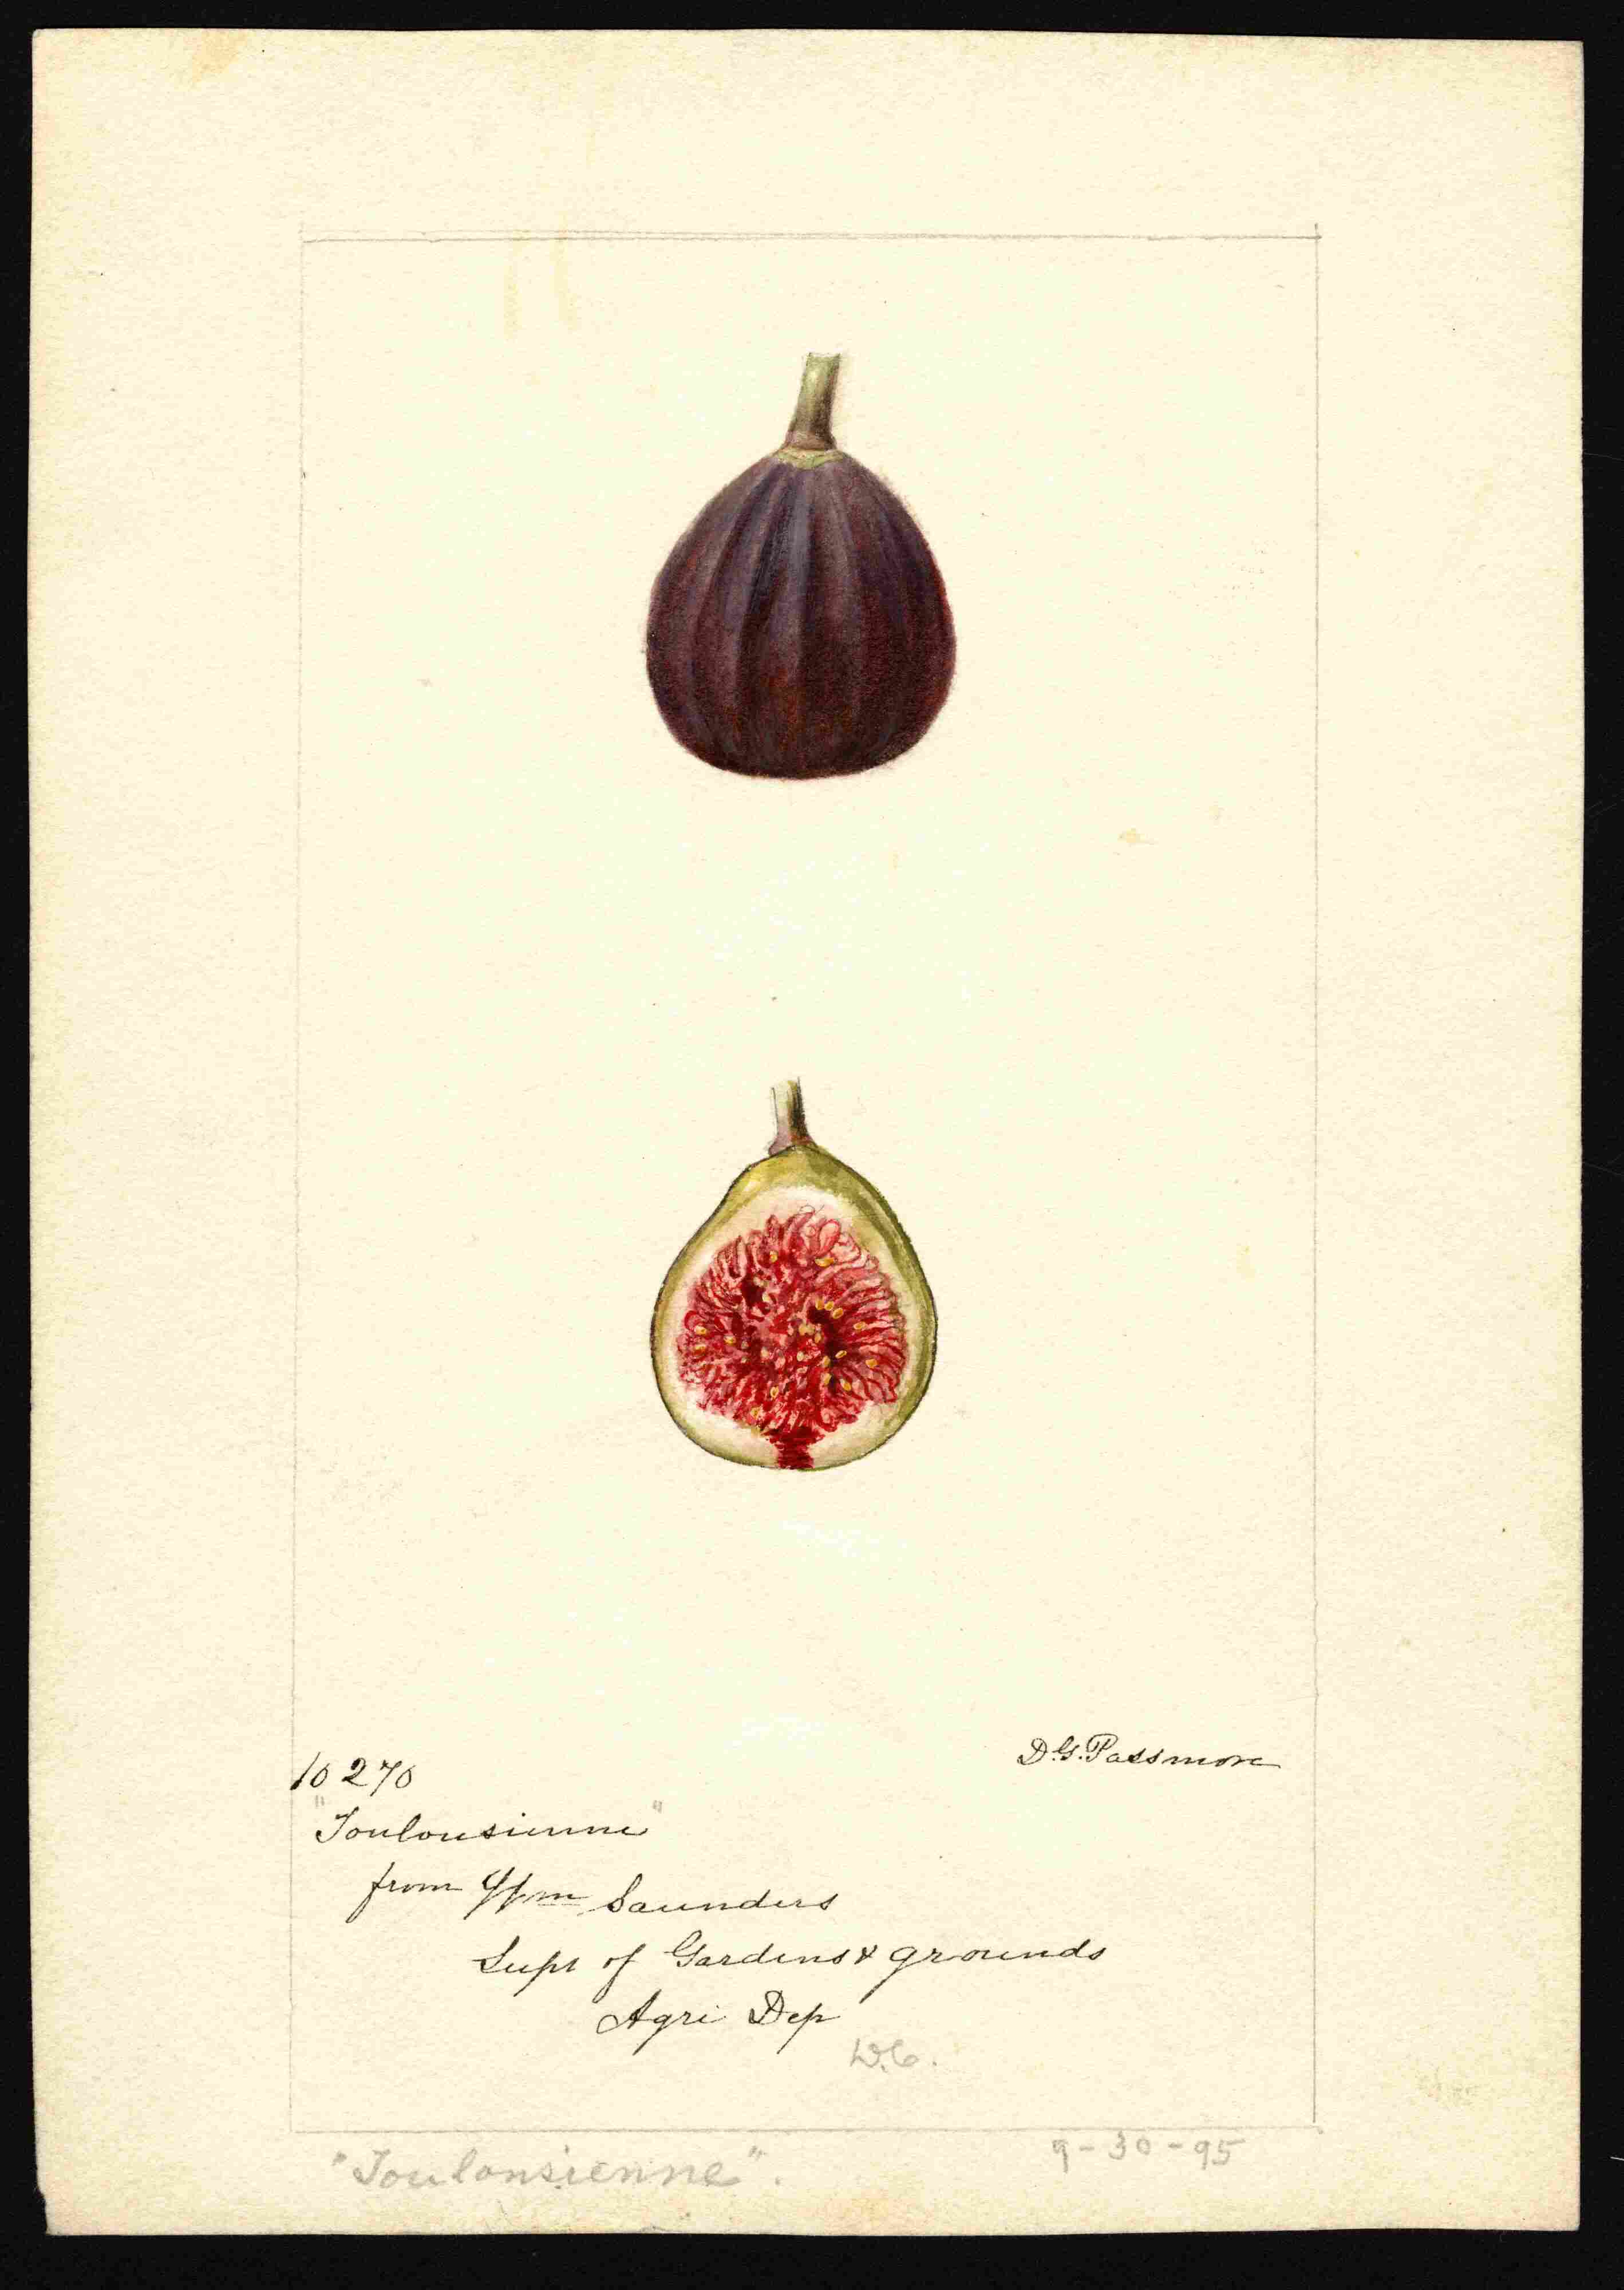 D. G. Passmore
10270
"Toulousienne"
from Wm Saunders
Supt of Gardens & grounds
Agri Dep
D.C.
"Toulousienne".
9-30-95